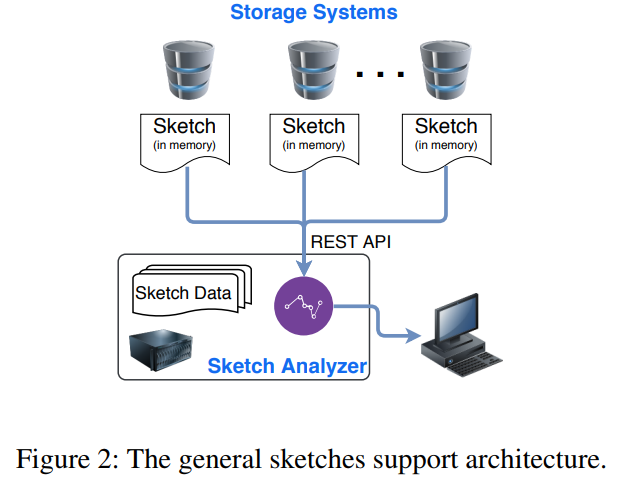 Storage Systems
. . .
Sketch
(in memory)
Sketch
(in memory)
Sketch
(in memory)
REST API
Sketch Data
Sketch Analyzer
Figure 2: The general sketches support architecture.